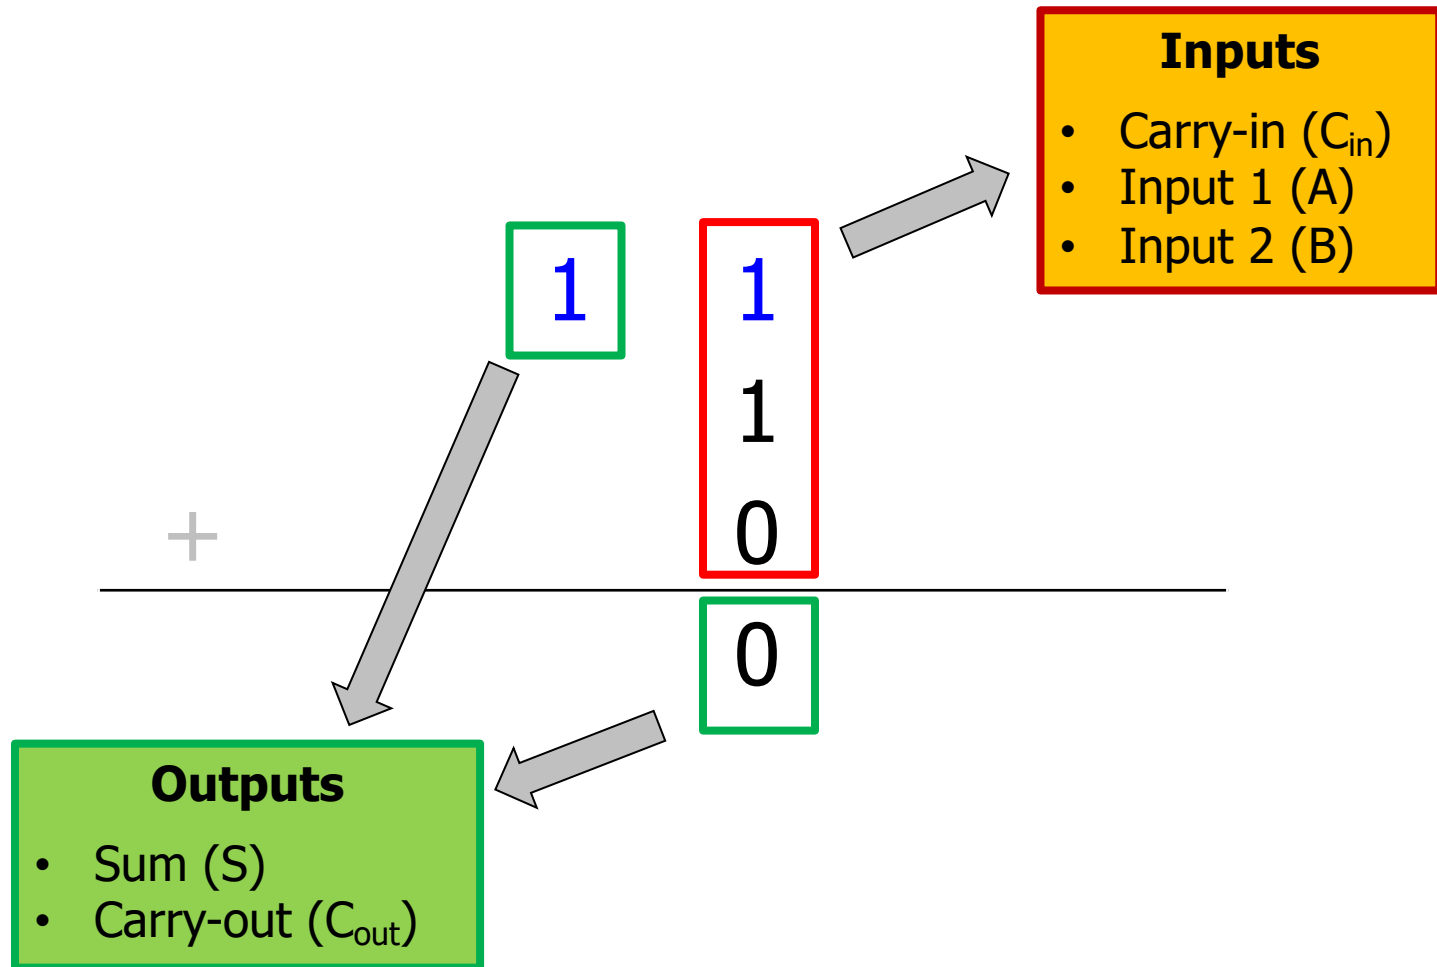 Inputs
• Carry-in (Cin)
• Input 1 (A)
• Input 2 (B)
1 1
1
+ 0
0
Outputs
• Sum (S)
• Carry-out (Cout)